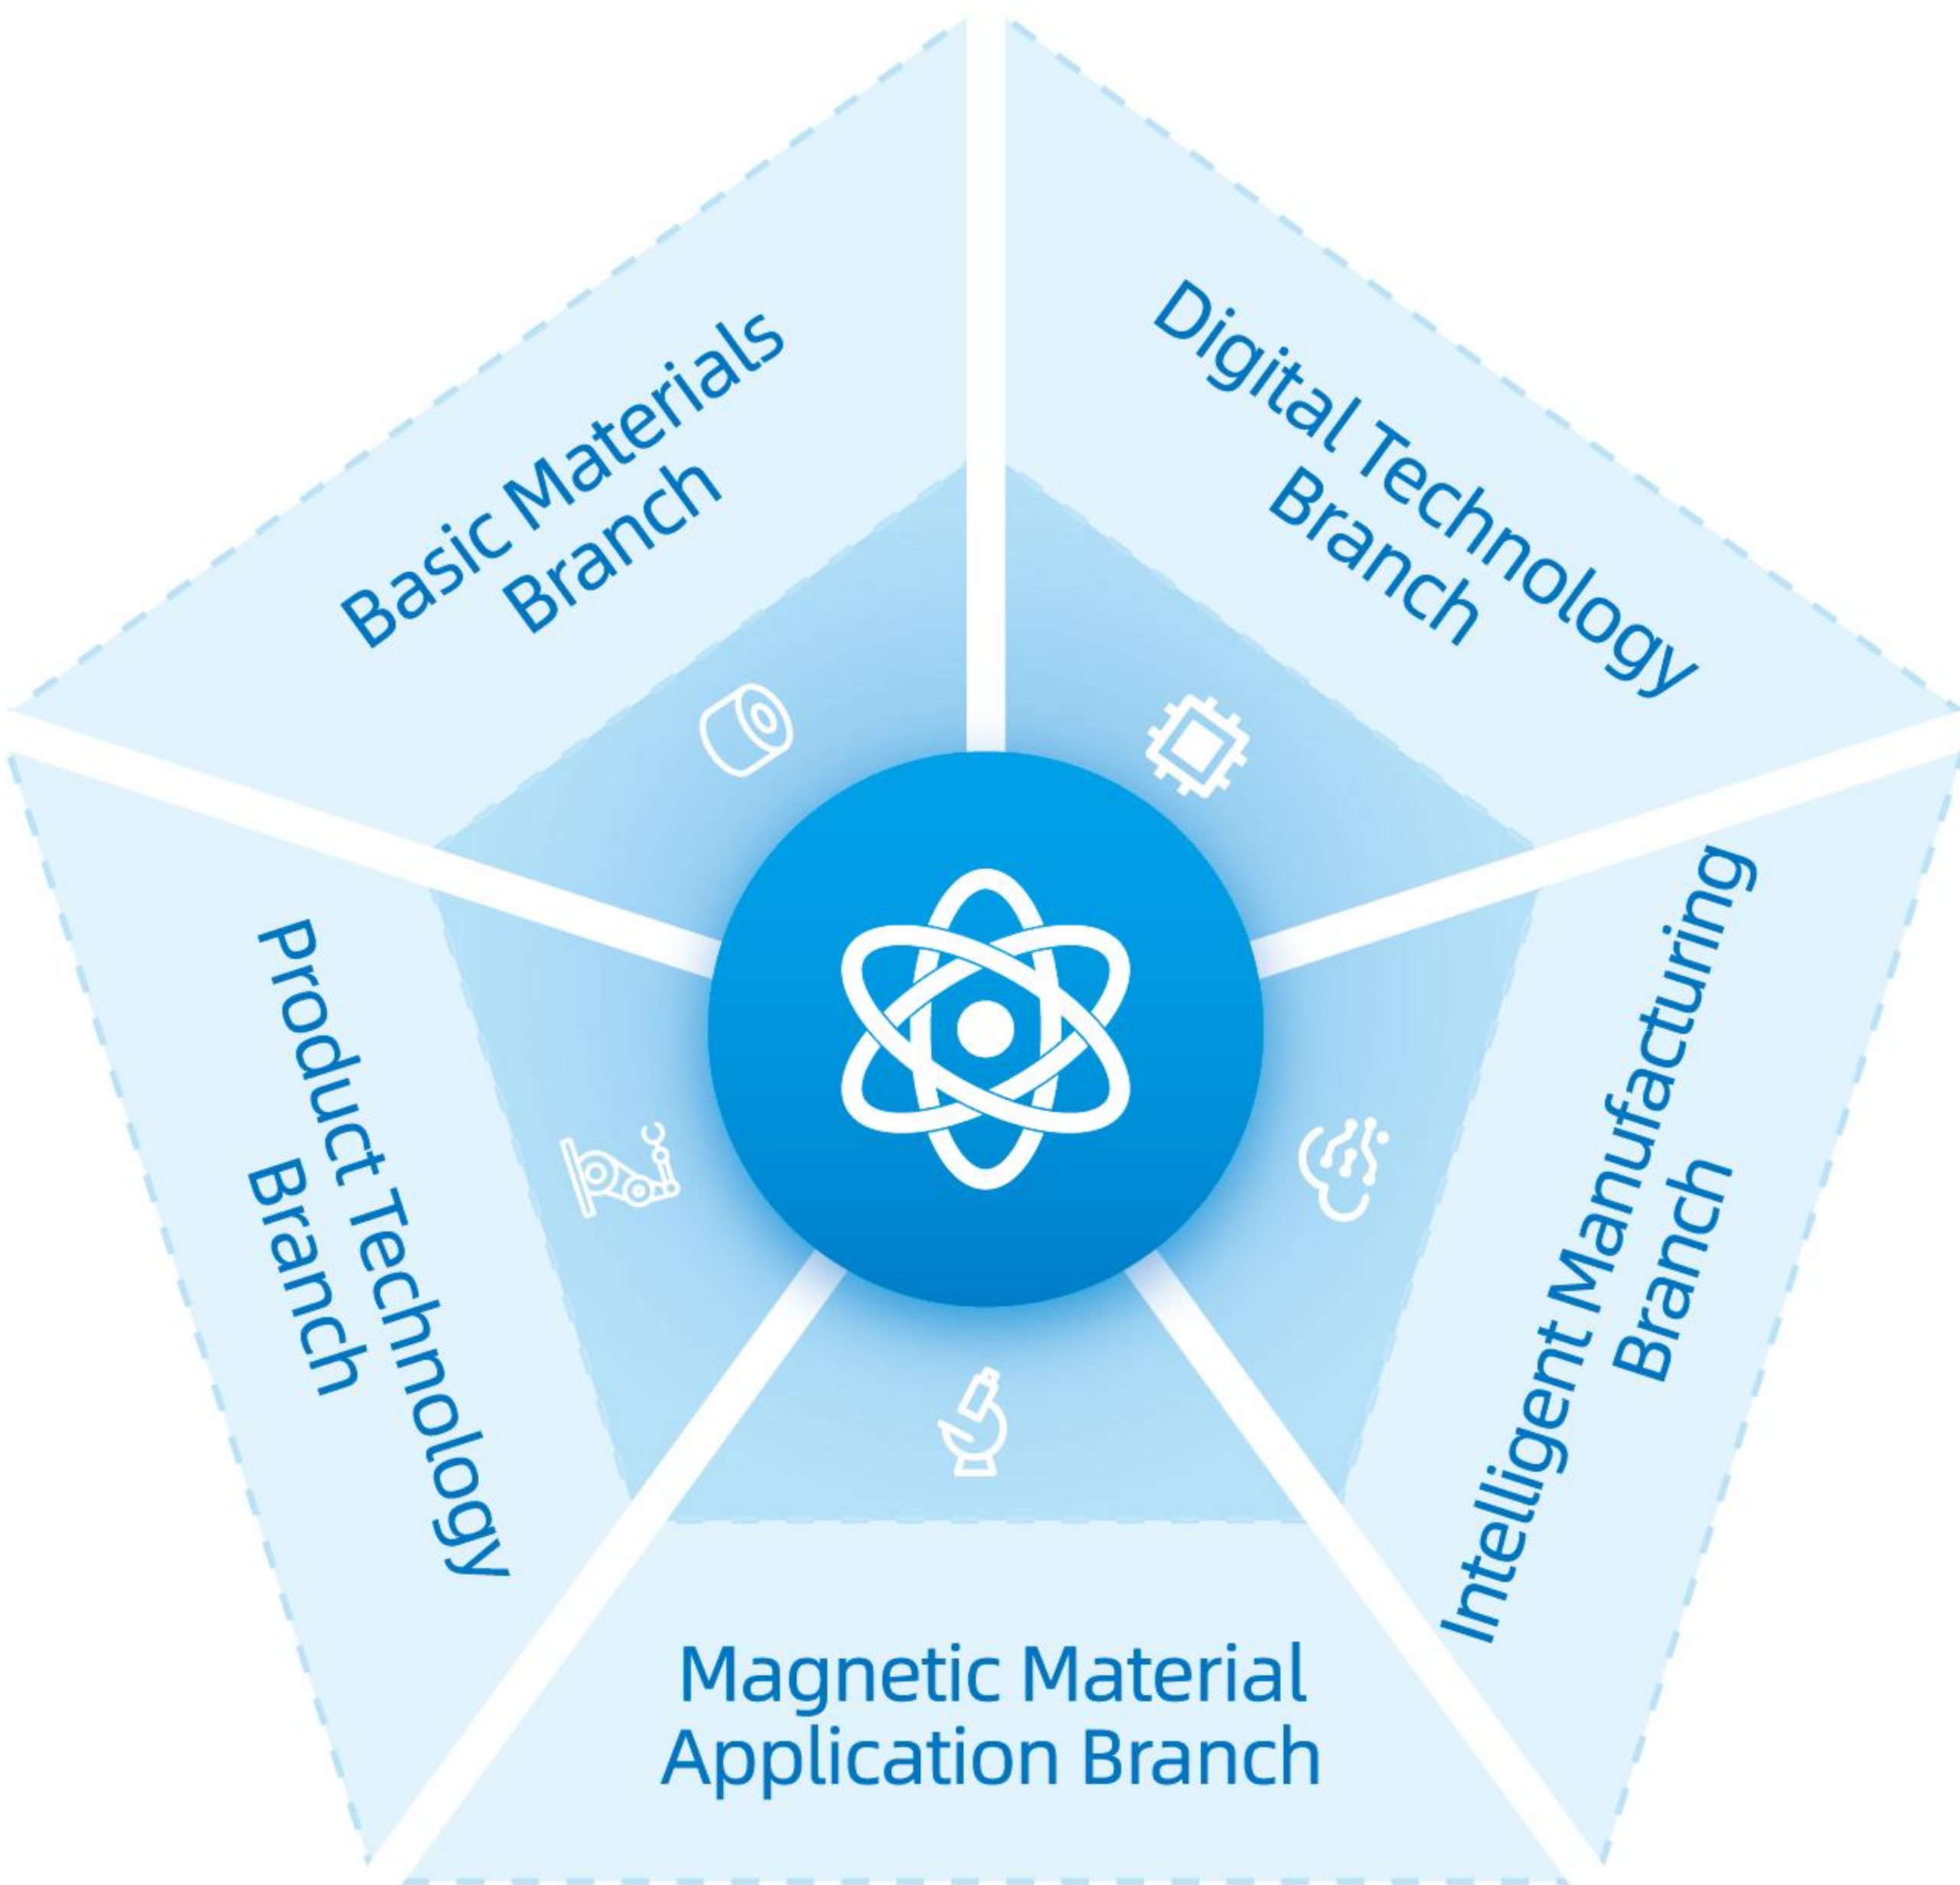 Basic Materials
Branch
Digital Technology
Branch
Product Technology
Branch
Intelligent Manufacturing
Branch
Magnetic Material
Application Branch